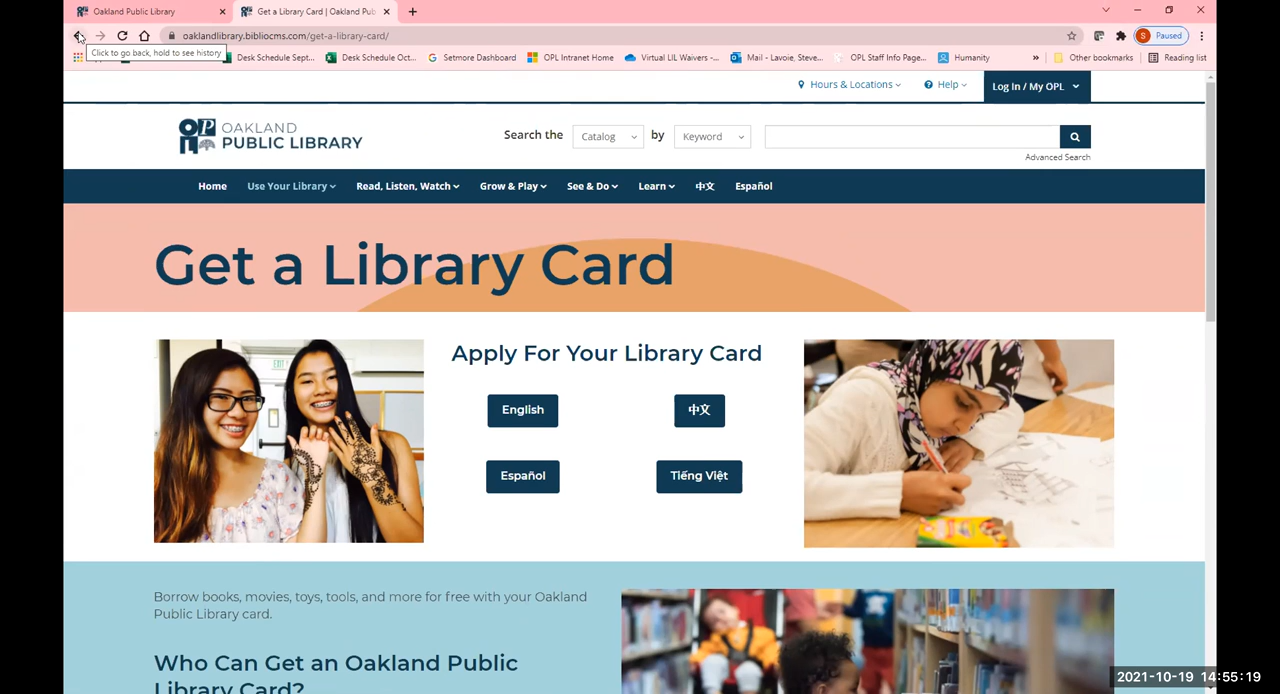 Oakland Public Library
Get a Library Card | Oakland Pub
oaklandlibrary.bibliocms.com/get-a-library-card/
S Paused
Click to go back, hold to see history
Desk Schedule Sept...
Desk Schedule Oct...
Setmore Dashboard
OPL Intranet Home
Virtual LIL Waivers -...
Mail - Lavoie, Steve...
OPL Staff Info Page...
Humanity
»
Other bookmarks
Reading list
Hours & Locations
Help
Log In / My OPL
OPL
OAKLAND
PUBLIC LIBRARY
Search the Catalog by Keyword
Advanced Search
Home Use Your Library Read, Listen, Watch Grow & Play See & Do Learn 中文 Español
Get a Library Card
EXIT
Apply For Your Library Card
English
中文
Español
Tiếng Việt
Borrow books, movies, toys, tools, and more for free with your Oakland
Public Library card.
Who Can Get an Oakland Public
Library Card?
2021-10-19 14:55:19